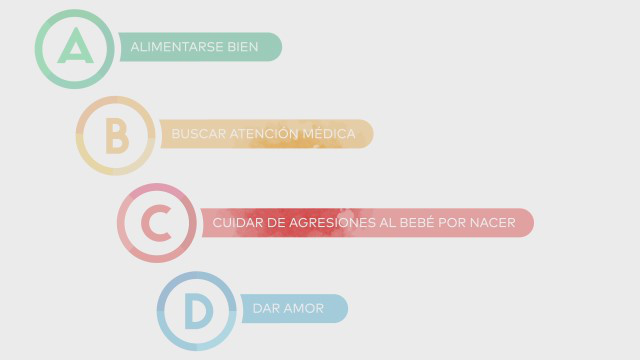 A ALIMENTARSE BIEN
B BUSCAR ATENCIÓN MÉDICA
C CUIDAR DE AGRESIONES AL BEBÉ POR NACER
D DAR AMOR